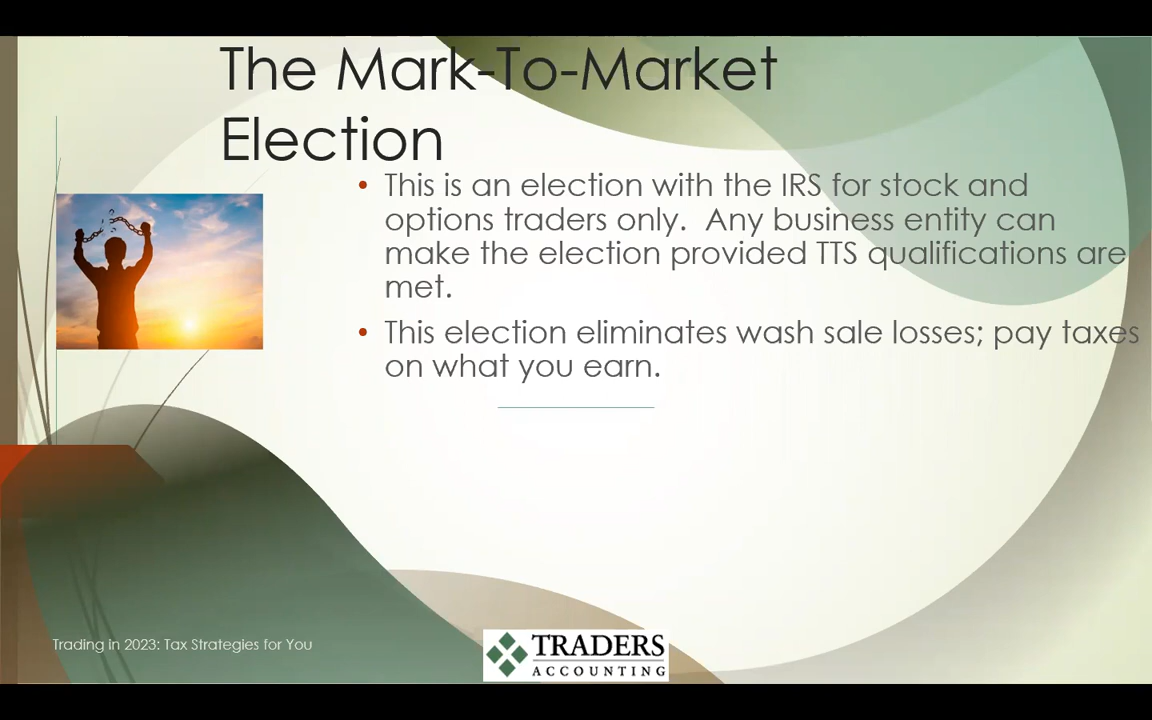 The Mark-To-Market
Election
• This is an election with the IRS for stock and
options traders only.  Any business entity can
make the election provided TTS qualifications are
met.
• This election eliminates wash sale losses; pay taxes
on what you earn.
Trading in 2023: Tax Strategies for You
TRADERS
ACCOUNTING